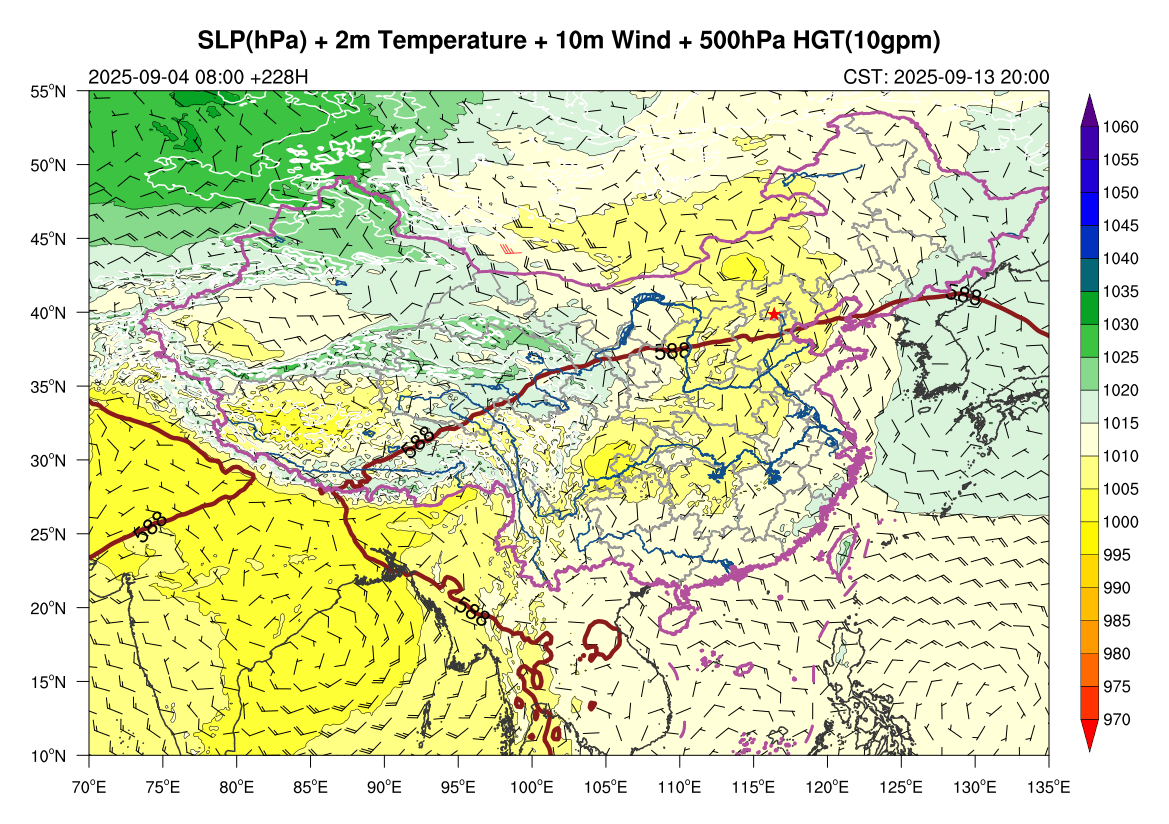 SLP(hPa) + 2m Temperature + 10m Wind + 500hPa HGT(10gpm)
2025-09-04 08:00 +228H
CST: 2025-09-13 20:00
55°N
50°N
45°N
40°N
35°N
30°N
25°N
20°N
15°N
10°N
70°E
75°E
80°E
85°E
90°E
95°E
100°E
105°E
110°E
115°E
120°E
125°E
130°E
135°E
588
588
588
588
588
1060
1055
1050
1045
1040
1035
1030
1025
1020
1015
1010
1005
1000
995
990
985
980
975
970